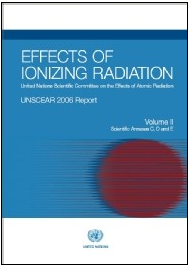 EFFECTS OF
IONIZING RADIATION
United Nations Scientific Committee on the Effects of Atomic Radiation
UNSCEAR 2006 Report
Volume II
Scientific Annexes C, D and E
UNITED NATIONS